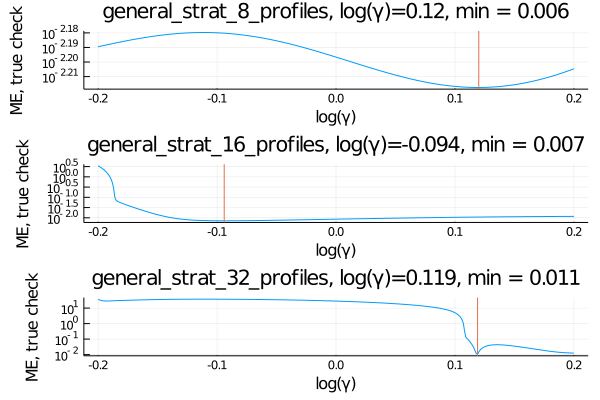 general_strat_8_profiles, log(γ)=0.12, min = 0.006
ME, true check
10^-2.18
10^-2.19
10^-2.20
10^-2.21
-0.2 -0.1 0.0 0.1 0.2
log(γ)
general_strat_16_profiles, log(γ)=-0.094, min = 0.007
ME, true check
10^0.5
10^0.0
10^-0.5
10^-1.0
10^-1.5
10^-2.0
-0.2 -0.1 0.0 0.1 0.2
log(γ)
general_strat_32_profiles, log(γ)=0.119, min = 0.011
ME, true check
10^1
10^0
10^-1
10^-2
-0.2 -0.1 0.0 0.1 0.2
log(γ)